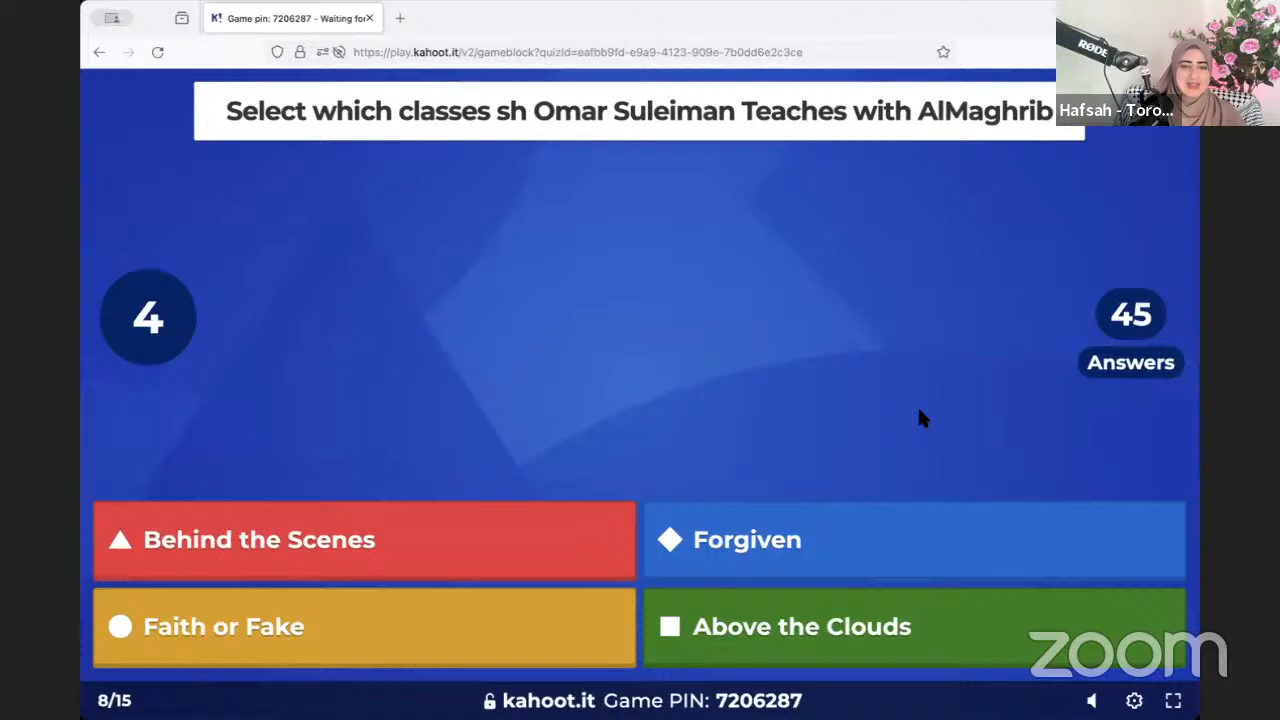 K! Game pin: 7206287 - Waiting for
https://play.kahoot.it/v2/gameblock?quizId=eafbb9fd-e9a9-4123-909e-7b0dd6e2c3ce
RØDE
Hafsah - Toro...
Select which classes sh Omar Suleiman Teaches with AlMaghrib
4
45
Answers
Behind the Scenes
Forgiven
Faith or Fake
Above the Clouds
zoom
8/15
kahoot.it Game PIN: 7206287